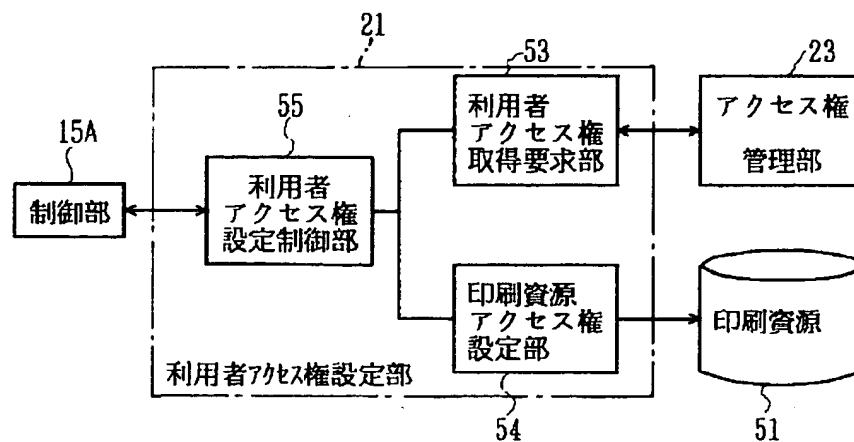 21
53
23
55
15A
利用者
アクセス権
取得要求部
アクセス権
管理部
利用者
アクセス権
設定制御部
制御部
印刷資源
アクセス権
設定部
印刷資源
利用者アクセス権設定部
54
51